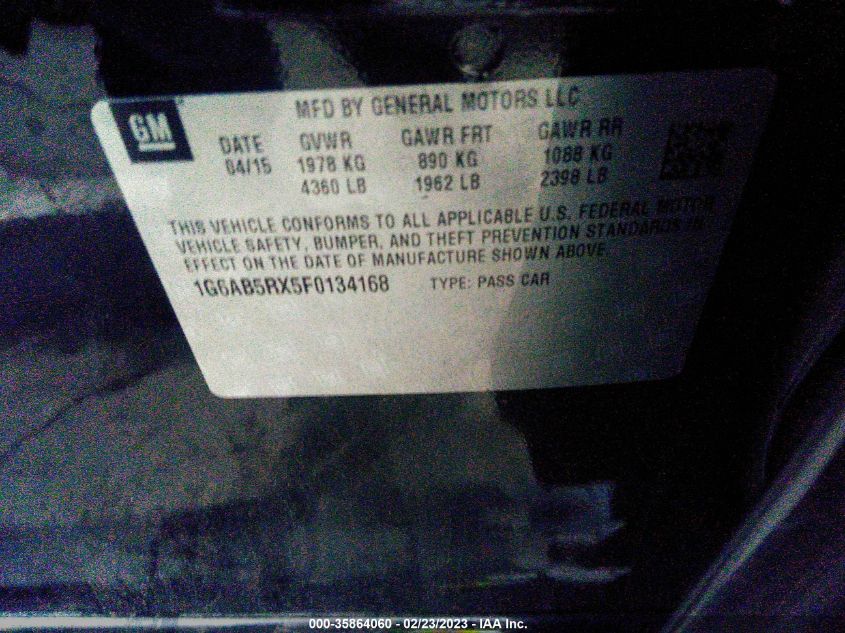 GM
MFD BY GENERAL MOTORS LLC
DATE GVWR GAWR FRT GAWR RR
04/15 1978 KG 890 KG 1088 KG
4360 LB 1962 LB 2398 LB
THIS VEHICLE CONFORMS TO ALL APPLICABLE U.S. FEDERAL MOTOR
VEHICLE SAFETY, BUMPER, AND THEFT PREVENTION STANDARDS IN
EFFECT ON THE DATE OF MANUFACTURE SHOWN ABOVE.
1G6AB5RX5F0134168 TYPE: PASS CAR
000-35864060 - 02/23/2023 - IAA Inc.